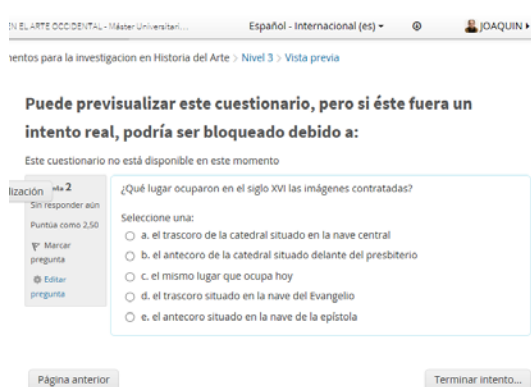 EN EL ARTE OCCIDENTAL - Máster Universitari...
Español - Internacional (es)
JOAQUIN
mentos para la investigacion en Historia del Arte > Nivel 3 > Vista previa
Puede previsualizar este cuestionario, pero si éste fuera un
intento real, podría ser bloqueado debido a:
Este cuestionario no está disponible en este momento
lización
nta 2
Sin responder aún
Puntúa como 2,50
Marcar
pregunta
Editar
pregunta
¿Qué lugar ocuparon en el siglo XVI las imágenes contratadas?
Seleccione una:
a. el trascoro de la catedral situado en la nave central
b. el antecoro de la catedral situado delante del presbiterio
c. el mismo lugar que ocupa hoy
d. el trascoro situado en la nave del Evangelio
e. el antecoro situado en la nave de la epístola
Página anterior
Terminar intento...